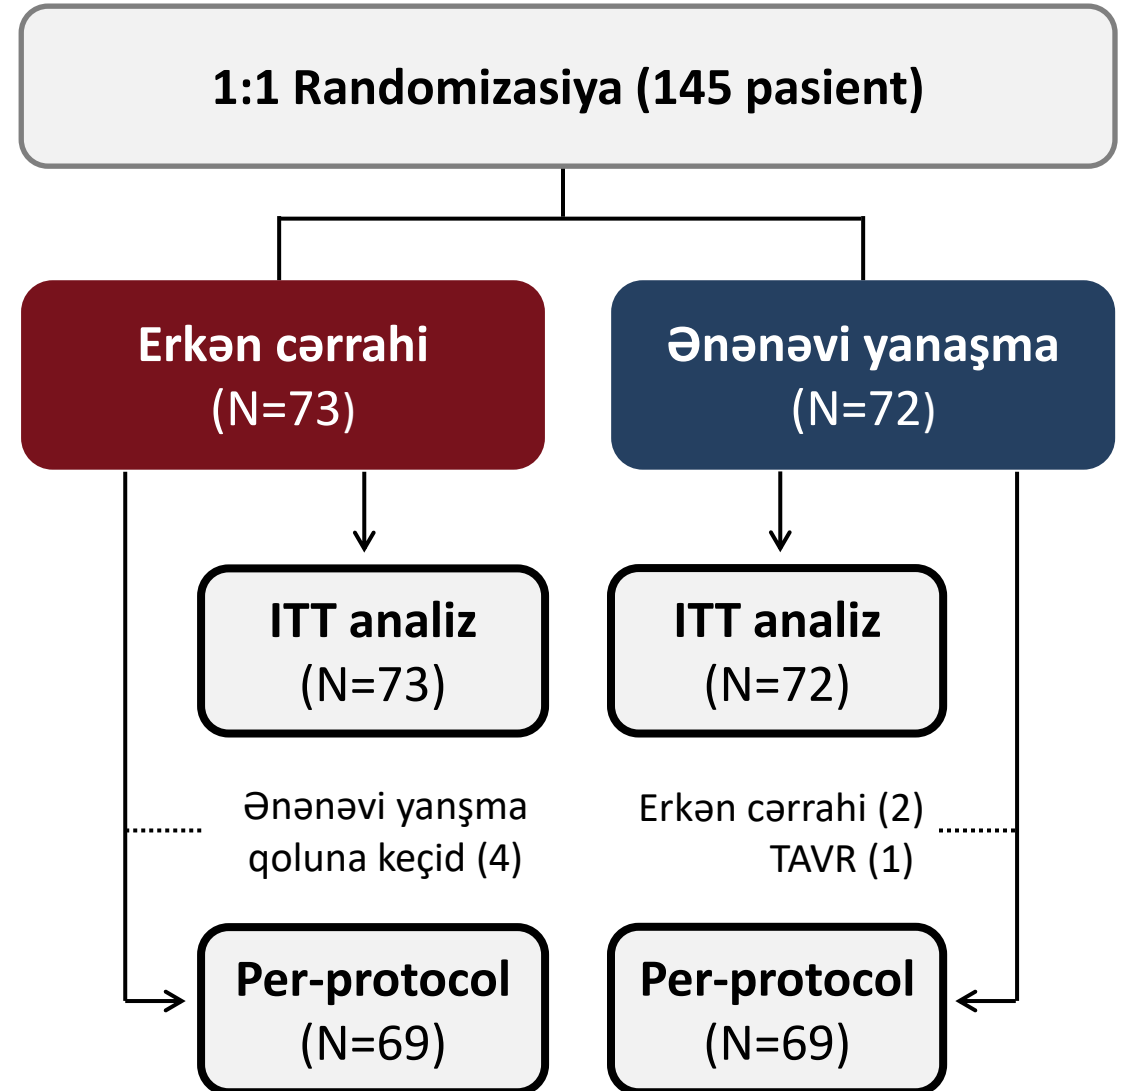 1:1 Randomizasiya (145 pasient)
Erkən cərrahi
(N=73)
Ənənəvi yanaşma
(N=72)
ITT analiz
(N=73)
ITT analiz
(N=72)
Ənənəvi yanşma
qoluna keçid (4)
Erkən cərrahi (2)
TAVR (1)
Per-protocol
(N=69)
Per-protocol
(N=69)